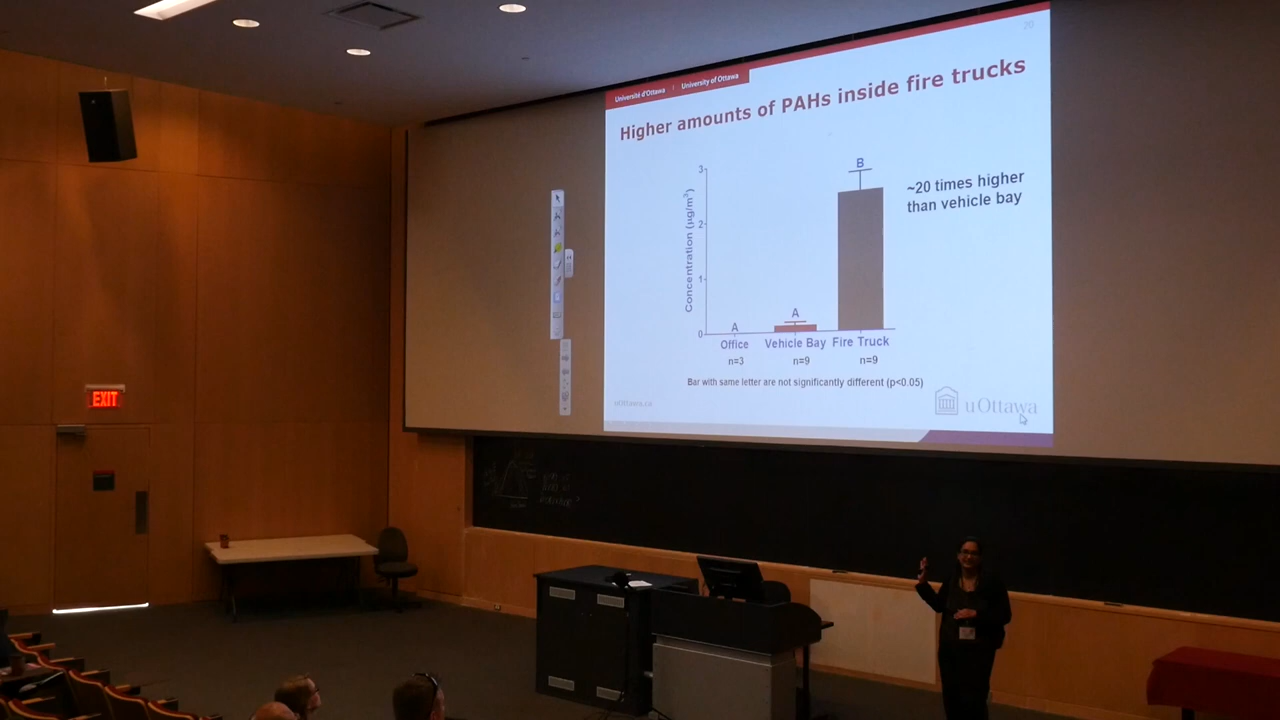 20
Université d'Ottawa | University of Ottawa
Higher amounts of PAHs inside fire trucks
3
2
1
0
Concentration (µg/m³)
A
A
B
Office
Vehicle Bay
Fire Truck
n=3
n=9
n=9
~20 times higher
than vehicle bay
Bar with same letter are not significantly different (p<0.05)
uOttawa.ca
uOttawa
EXIT